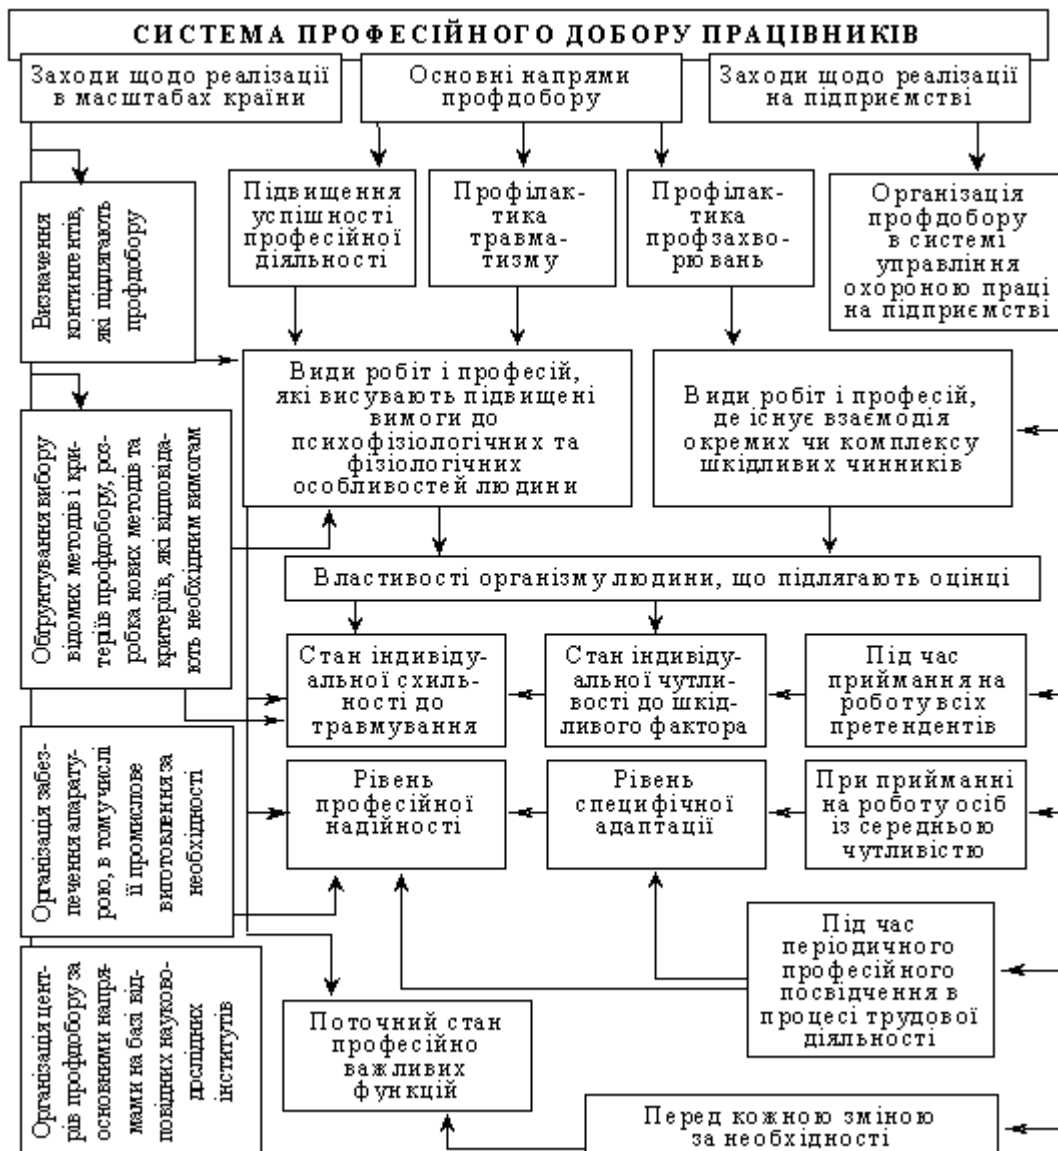 СИСТЕМА ПРОФЕСІЙНОГО ДОБОРУ ПРАЦІВНИКІВ
Заходи щодо реалізації
в масштабах країни
Основні напрями
профдобору
Заходи щодо реалізації
на підприємстві
Визначення
контингентів,
які підлягають
профдобору
Підвищення
успішності
професійної
діяльності
Профілак-
тика
травма-
тизму
Профілак-
тика
профзахво-
рювань
Організація
профдобору
в системі
управління
охороною праці
на підприємстві
Види робіт і професій,
які висувають підвищені
вимоги до
психофізіологічних та
фізіологічних
особливостей людини
Види робіт і професій,
де існує взаємодія
окремих чи комплексу
шкідливих чинників
Обґрунтування вибору
відомих методів і кри-
теріїв профдобору, роз-
робка нових методів та
критеріїв, які відповіда-
ють необхідним вимогам
Властивості організму людини, що підлягають оцінці
Стан індивіду-
альної схиль-
ності до
травмування
Стан індивіду-
альної чутли-
вості до шкід-
ливого фактора
Під час
приймання на
роботу всіх
претендентів
Організація забез-
печення апарату-
рою, в тому числі
її промислове
виготовлення за
необхідності
Рівень
професійної
надійності
Рівень
специфічної
адаптації
При прийманні
на роботу осіб
із середньою
чутливістю
Під час
періодичного
професійного
посвідчення в
процесі трудової
діяльності
Організація цент-
рів профдобору за
основними напря-
мами на базі від-
повідних науково-
дослідних
інститутів
Поточний стан
професійно
важливих
функцій
Перед кожною зміною
за необхідності